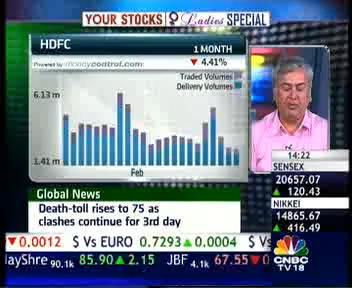 YOUR STOCKS Ladies SPECIAL
HDFC
1 MONTH
Powered by moneycontrol.com
▼ 4.41%
Traded Volumes
Delivery Volumes
6.13 m
1.41 m
Feb
14:22
SENSEX
20657.07
▲ 120.43
NIKKEI
14865.67
▲ 416.49
Global News
Death-toll rises to 75 as
clashes continue for 3rd day
▼0.0012 $ Vs EURO 0.7293▲0.0004 $ Vs
JayShre 90.1k 85.90▲2.15 JBF 4.1k 67.55▼0
CNBC
TV18